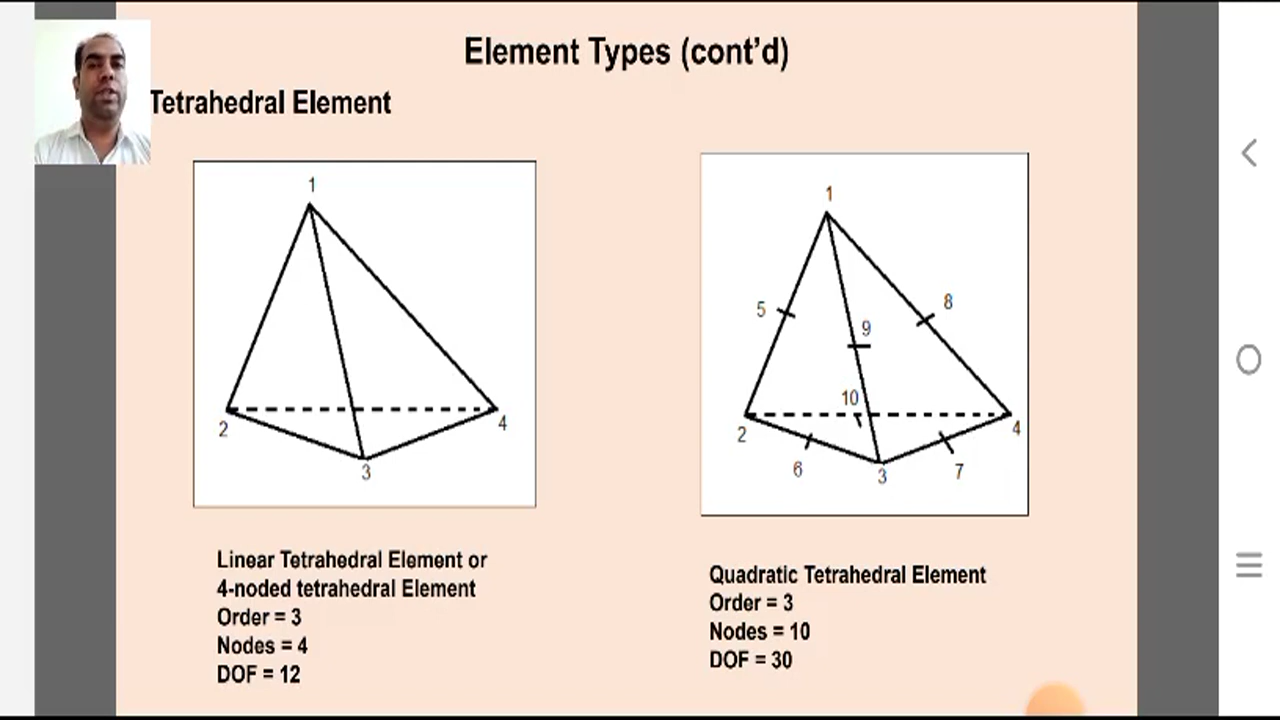 Element Types (cont'd)
Tetrahedral Element
1
2
3
4
1
5
8
9
10
2
4
6
3
7
Linear Tetrahedral Element or
4-noded tetrahedral Element
Order = 3
Nodes = 4
DOF = 12
Quadratic Tetrahedral Element
Order = 3
Nodes = 10
DOF = 30